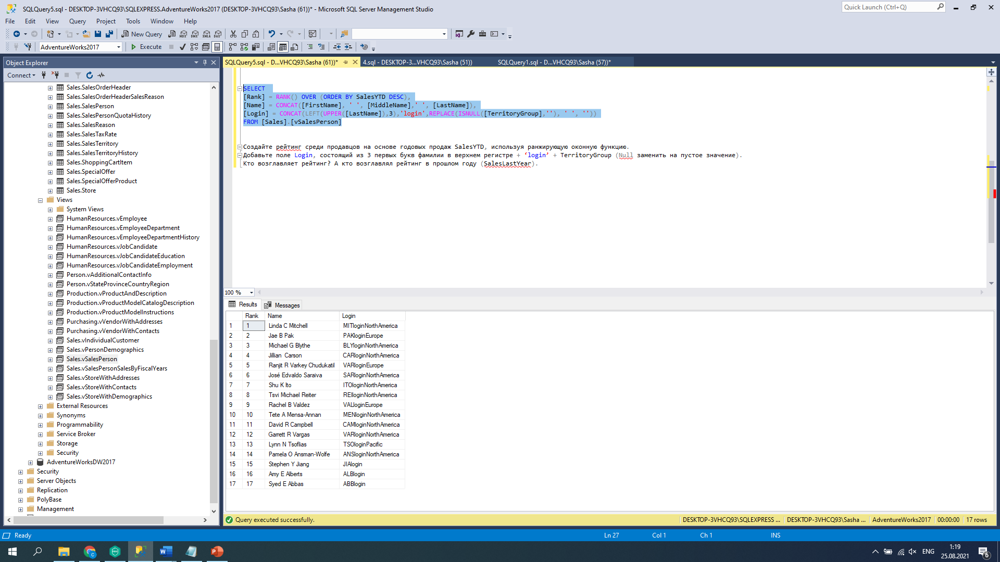 SQLQuery5.sql - DESKTOP-3VHCQ93\SQLEXPRESS.AdventureWorks2017 (DESKTOP-3VHCQ93\Sasha (61))* - Microsoft SQL Server Management Studio
Quick Launch (Ctrl+Q)
File Edit View Query Project Tools Window Help
New Query
AdventureWorks2017
Execute
Object Explorer
Connect
Sales.SalesOrderHeader
Sales.SalesOrderHeaderSalesReason
Sales.SalesPerson
Sales.SalesPersonQuotaHistory
Sales.SalesReason
Sales.SalesTaxRate
Sales.SalesTerritory
Sales.SalesTerritoryHistory
Sales.ShoppingCartItem
Sales.SpecialOffer
Sales.SpecialOfferProduct
Sales.Store
Views
System Views
HumanResources.vEmployee
HumanResources.vEmployeeDepartment
HumanResources.vEmployeeDepartmentHistory
HumanResources.vJobCandidate
HumanResources.vJobCandidateEducation
HumanResources.vJobCandidateEmployment
Person.vAdditionalContactInfo
Person.vStateProvinceCountryRegion
Production.vProductAndDescription
Production.vProductModelCatalogDescription
Production.vProductModelInstructions
Purchasing.vVendorWithAddresses
Purchasing.vVendorWithContacts
Sales.vIndividualCustomer
Sales.vPersonDemographics
Sales.vSalesPerson
Sales.vSalesPersonSalesByFiscalYears
Sales.vStoreWithAddresses
Sales.vStoreWithContacts
Sales.vStoreWithDemographics
External Resources
Synonyms
Programmability
Service Broker
Storage
Security
AdventureWorksDW2017
Security
Server Objects
Replication
PolyBase
Management
SQLQuery5.sql - D...VHCQ93\Sasha (61))* 4.sql - DESKTOP-3...VHCQ93\Sasha (51)) SQLQuery1.sql - D...VHCQ93\Sasha (57))*
SELECT
[Rank] = RANK() OVER (ORDER BY SalesYTD DESC),
[Name] = CONCAT([FirstName], ' ', [MiddleName],' ', [LastName]),
[Login] = CONCAT(LEFT(UPPER([LastName]),3),'login',REPLACE(ISNULL([TerritoryGroup],''), ' ', ''))
FROM [Sales].[vSalesPerson]
Создайте рейтинг среди продавцов на основе годовых продаж SalesYTD, используя ранжирующую оконную функцию.
Добавьте поле Login, состоящий из 3 первых букв фамилии в верхнем регистре + ‘login’ + TerritoryGroup (Null заменить на пустое значение).
Кто возглавляет рейтинг? А кто возглавлял рейтинг в прошлом году (SalesLastYear).
100 %
Results Messages
Rank Name Login
1 1 Linda C Mitchell MITloginNorthAmerica
2 2 Jae B Pak PAKloginEurope
3 3 Michael G Blythe BLYloginNorthAmerica
4 4 Jillian  Carson CARloginNorthAmerica
5 5 Ranjit R Varkey Chudukatil VARloginEurope
6 6 José Edvaldo Saraiva SARloginNorthAmerica
7 7 Shu K Ito ITOloginNorthAmerica
8 8 Tsvi Michael Reiter REIloginNorthAmerica
9 9 Rachel B Valdez VALloginEurope
10 10 Tete A Mensa-Annan MENloginNorthAmerica
11 11 David R Campbell CAMloginNorthAmerica
12 12 Garrett R Vargas VARloginNorthAmerica
13 13 Lynn N Tsoflias TSOloginPacific
14 14 Pamela O Ansman-Wolfe ANSloginNorthAmerica
15 15 Stephen Y Jiang JIAlogin
16 16 Amy E Alberts ALBlogin
17 17 Syed E Abbas ABBlogin
Query executed successfully. DESKTOP-3VHCQ93\SQLEXPRESS ... DESKTOP-3VHCQ93\Sasha ... AdventureWorks2017 00:00:00 17 rows
Ready Ln 27 Col 1 Ch 1 INS
ENG
1:19
25.08.2021
6